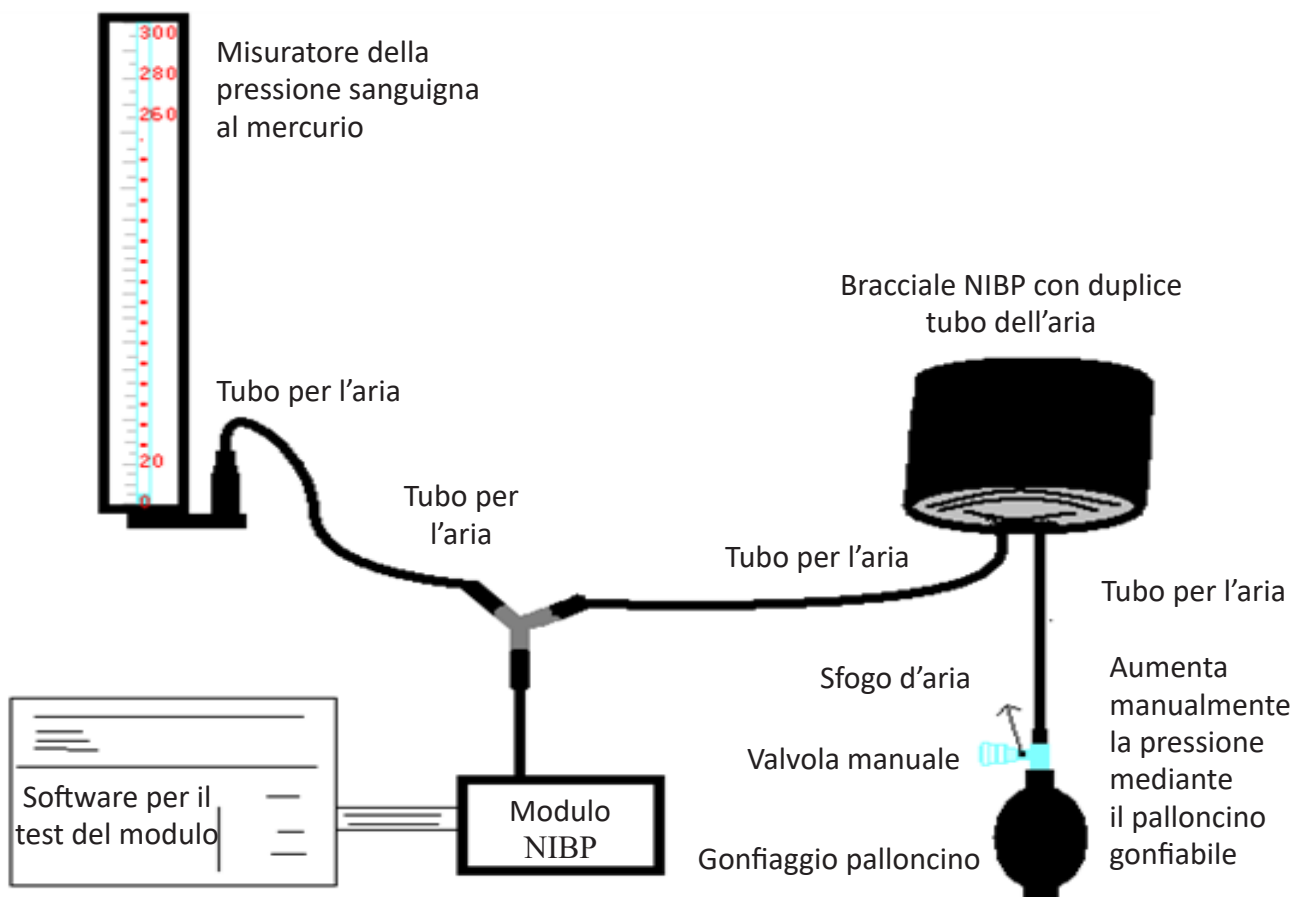 300
280
260
20
0
Misuratore della
pressione sanguigna
al mercurio
Tubo per l’aria
Tubo per
l’aria
Bracciale NIBP con duplice
tubo dell’aria
Tubo per l’aria
Tubo per l’aria
Sfogo d’aria
Valvola manuale
Gonfiaggio palloncino
Aumenta
manualmente
la pressione
mediante
il palloncino
gonfiabile
Software per il
test del modulo
Modulo
NIBP